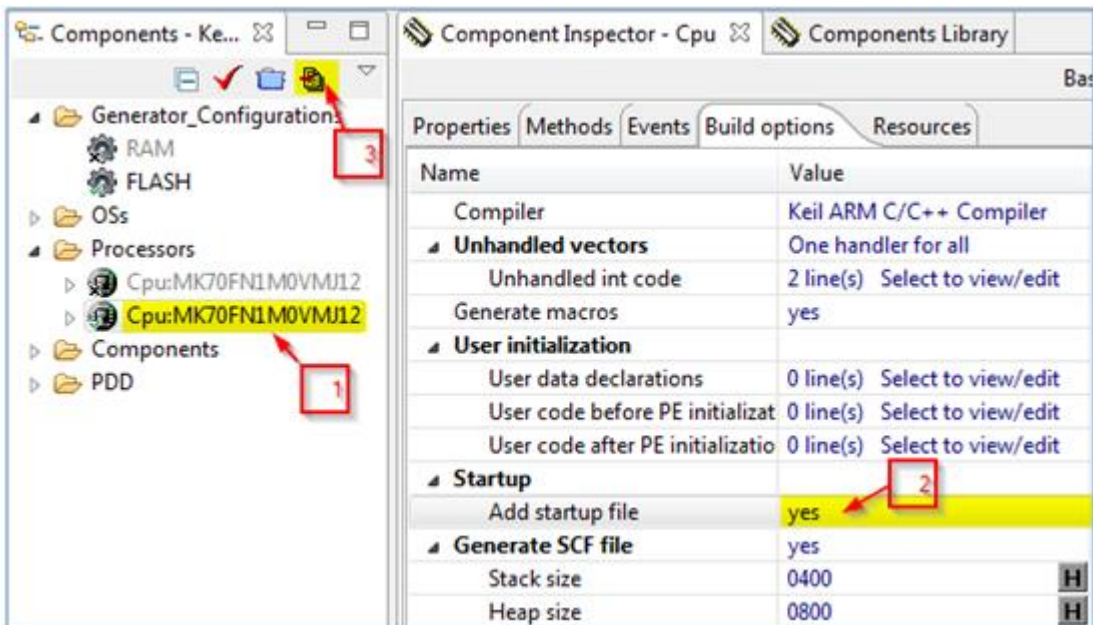 Components - Ke...
Generator_Configurations
RAM
FLASH
OSs
Processors
Cpu:MK70FN1M0VMJ12
Cpu:MK70FN1M0VMJ12
Components
PDD
3
1
Component Inspector - Cpu Components Library
Bas
Properties Methods Events Build options Resources
Name Value
Compiler Keil ARM C/C++ Compiler
Unhandled vectors One handler for all
Unhandled int code 2 line(s) Select to view/edit
Generate macros yes
User initialization
User data declarations 0 line(s) Select to view/edit
User code before PE initializat 0 line(s) Select to view/edit
User code after PE initializatio 0 line(s) Select to view/edit
Startup
2
Add startup file yes
Generate SCF file yes
Stack size 0400 H
Heap size 0800 H